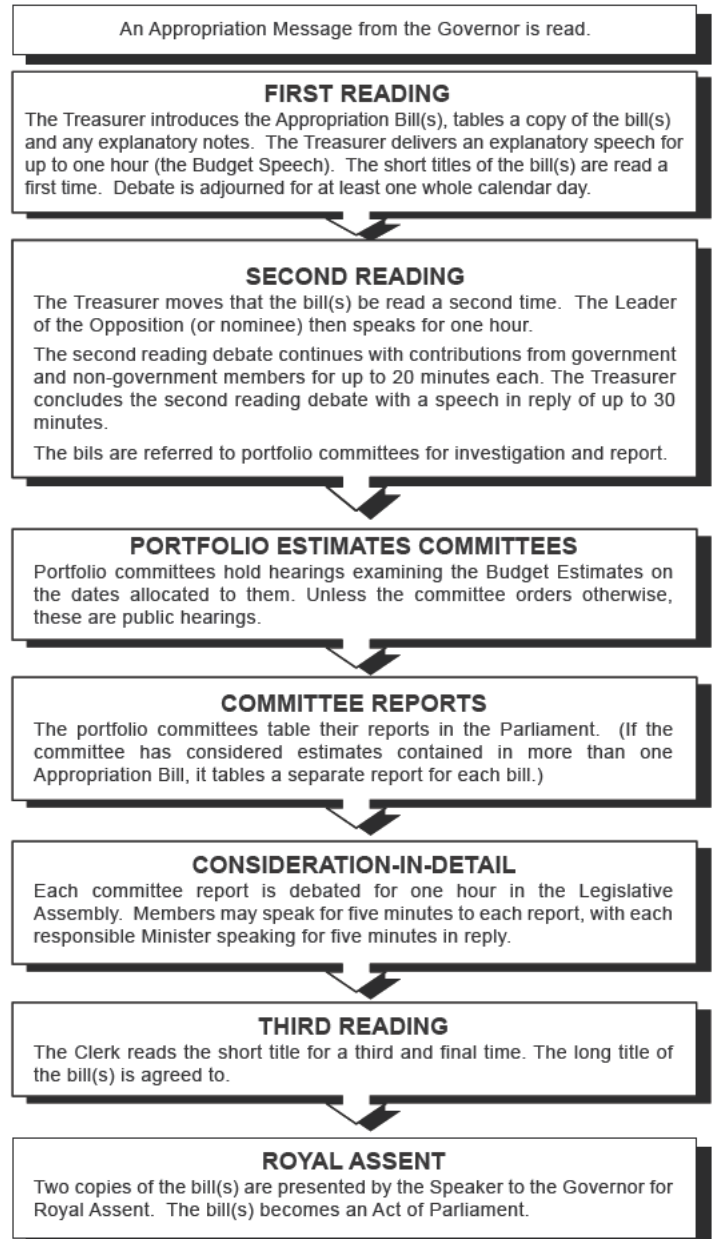 An Appropriation Message from the Governor is read.
FIRST READING
The Treasurer introduces the Appropriation Bill(s), tables a copy of the bill(s)
and any explanatory notes.  The Treasurer delivers an explanatory speech for
up to one hour (the Budget Speech).  The short titles of the bill(s) are read a
first time.  Debate is adjourned for at least one whole calendar day.
SECOND READING
The Treasurer moves that the bill(s) be read a second time.  The Leader
of the Opposition (or nominee) then speaks for one hour.
The second reading debate continues with contributions from government
and non-government members for up to 20 minutes each. The Treasurer
concludes the second reading debate with a speech in reply of up to 30
minutes.
The bils are referred to portfolio committees for investigation and report.
PORTFOLIO ESTIMATES COMMITTEES
Portfolio committees hold hearings examining the Budget Estimates on
the dates allocated to them. Unless the committee orders otherwise,
these are public hearings.
COMMITTEE REPORTS
The portfolio committees table their reports in the Parliament.  (If the
committee has considered estimates contained in more than one
Appropriation Bill, it tables a separate report for each bill.)
CONSIDERATION-IN-DETAIL
Each committee report is debated for one hour in the Legislative
Assembly.  Members may speak for five minutes to each report, with each
responsible Minister speaking for five minutes in reply.
THIRD READING
The Clerk reads the short title for a third and final time. The long title of
the bill(s) is agreed to.
ROYAL ASSENT
Two copies of the bill(s) are presented by the Speaker to the Governor for
Royal Assent.  The bill(s) becomes an Act of Parliament.